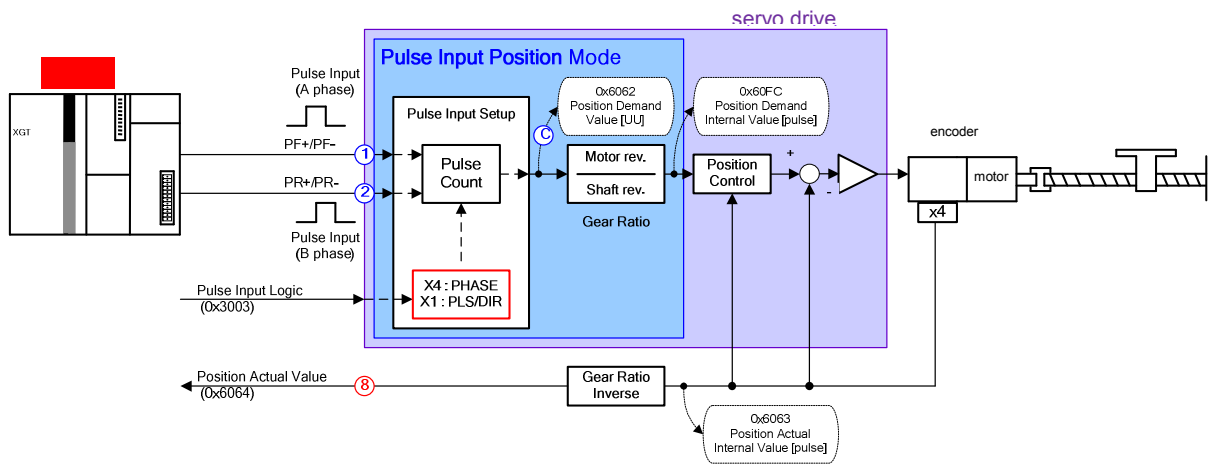 servo drive
Pulse Input Position Mode
Pulse Input
(A phase)
XGT
PF+/PF-
1
PR+/PR-
2
Pulse Input
(B phase)
Pulse Input Logic
(0x3003)
Pulse Input Setup
Pulse
Count
X4 : PHASE
X1 : PLS/DIR
C
0x6062
Position Demand
Value [UU]
Motor rev.
Shaft rev.
Gear Ratio
0x60FC
Position Demand
Internal Value [pulse]
Position
Control
+
-
encoder
motor
x4
Position Actual Value
(0x6064)
8
Gear Ratio
Inverse
0x6063
Position Actual
Internal Value [pulse]